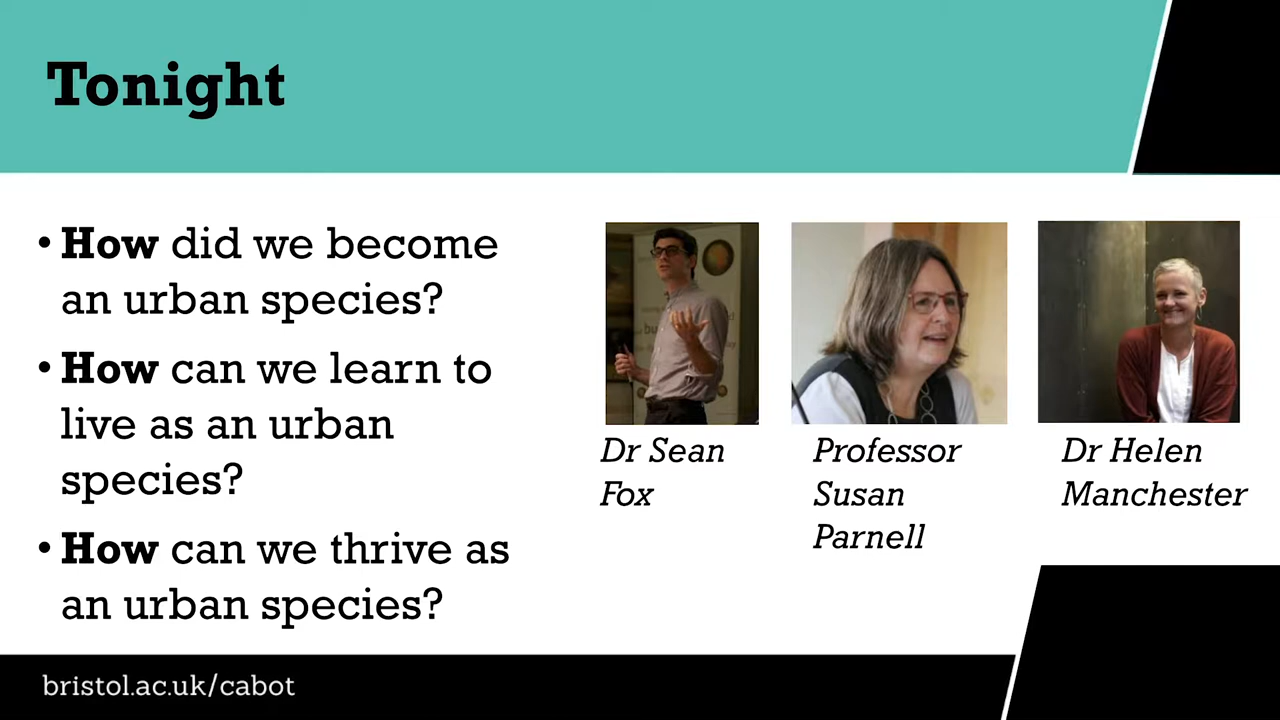 Tonight
• How did we become
an urban species?
• How can we learn to
live as an urban
species?
• How can we thrive as
an urban species?
Dr Sean
Fox
Professor
Susan
Parnell
Dr Helen
Manchester
bristol.ac.uk/cabot